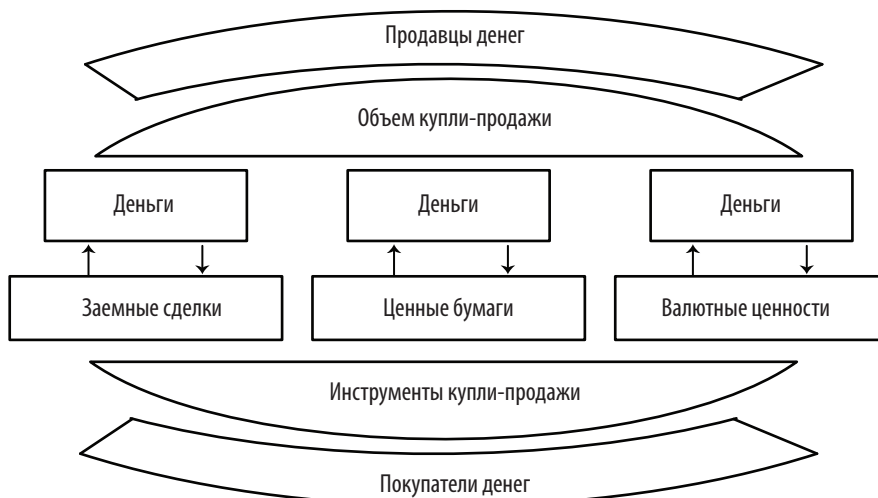 Продавцы денег
Объем купли-продажи
Деньги Деньги Деньги
Заемные сделки Ценные бумаги Валютные ценности
Инструменты купли-продажи
Покупатели денег